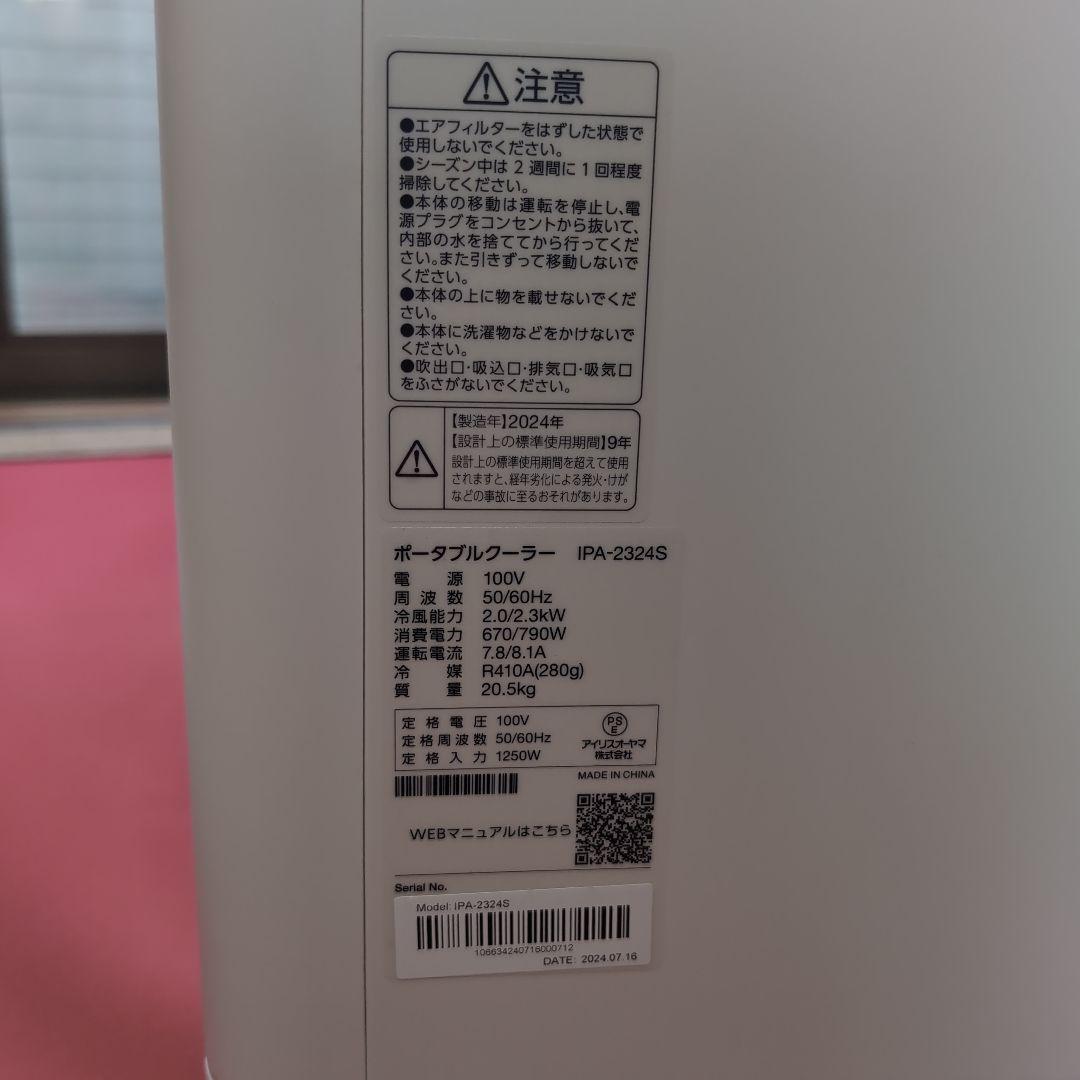 注意
●エアフィルターをはずした状態で
使用しないでください。
●シーズン中は2週間に1回程度
掃除してください。
●本体の移動は運転を停止し、電
源プラグをコンセントから抜いて、
内部の水を捨ててから行ってくだ
さい。また引きずって移動しないで
ください。
●本体の上に物を載せないでくだ
さい。
●本体に洗濯物などをかけないで
ください。
●吹出口・吸込口・排気口・吸気口
をふさがないでください。
【製造年】2024年
【設計上の標準使用期間】9年
設計上の標準使用期間を超えて使用
されますと、経年劣化による発火・けが
などの事故に至るおそれがあります。
ポータブルクーラー IPA-2324S
電源 100V
周波数 50/60Hz
冷風能力 2.0/2.3kW
消費電力 670/790W
運転電流 7.8/8.1A
冷媒 R410A(280g)
質量 20.5kg
定格電圧 100V
定格周波数 50/60Hz
定格入力 1250W
PS
E
アイリスオーヤマ
株式会社
MADE IN CHINA
WEBマニュアルはこちら
Serial No.
Model: IPA-2324S
106634240716000712
DATE: 2024.07.16